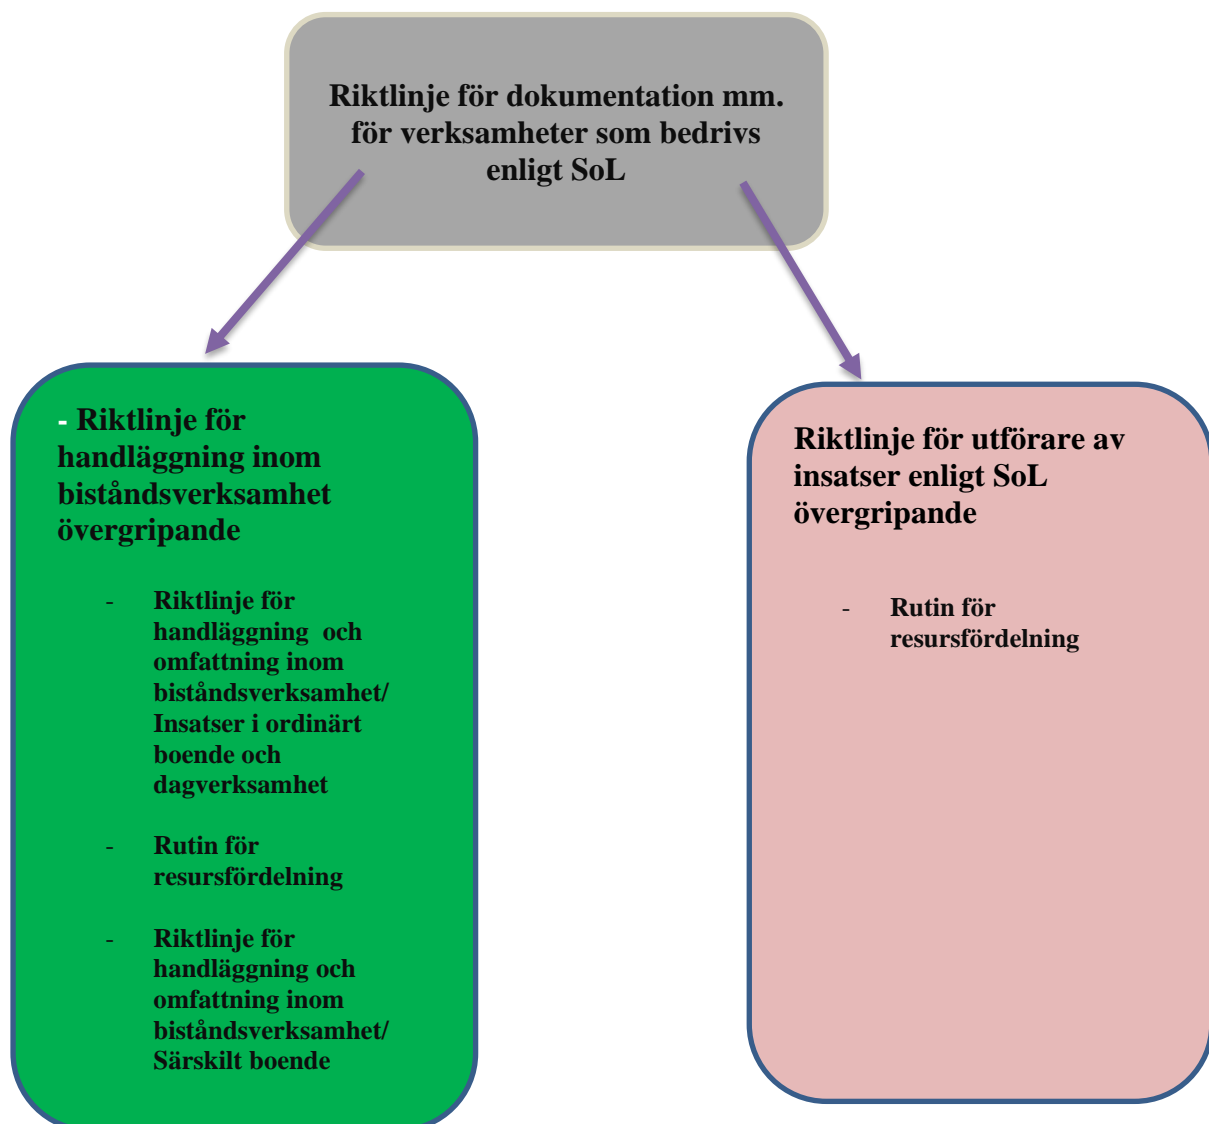 Riktlinje för dokumentation mm.
för verksamheter som bedrivs
enligt SoL
- Riktlinje för
handläggning inom
biståndsverksamhet
övergripande
- Riktlinje för
handläggning och
omfattning inom
biståndsverksamhet/
Insatser i ordinärt
boende och
dagverksamhet
- Rutin för
resursfördelning
- Riktlinje för
handläggning och
omfattning inom
biståndsverksamhet/
Särskilt boende
Riktlinje för utförare av
insatser enligt SoL
övergripande
- Rutin för
resursfördelning